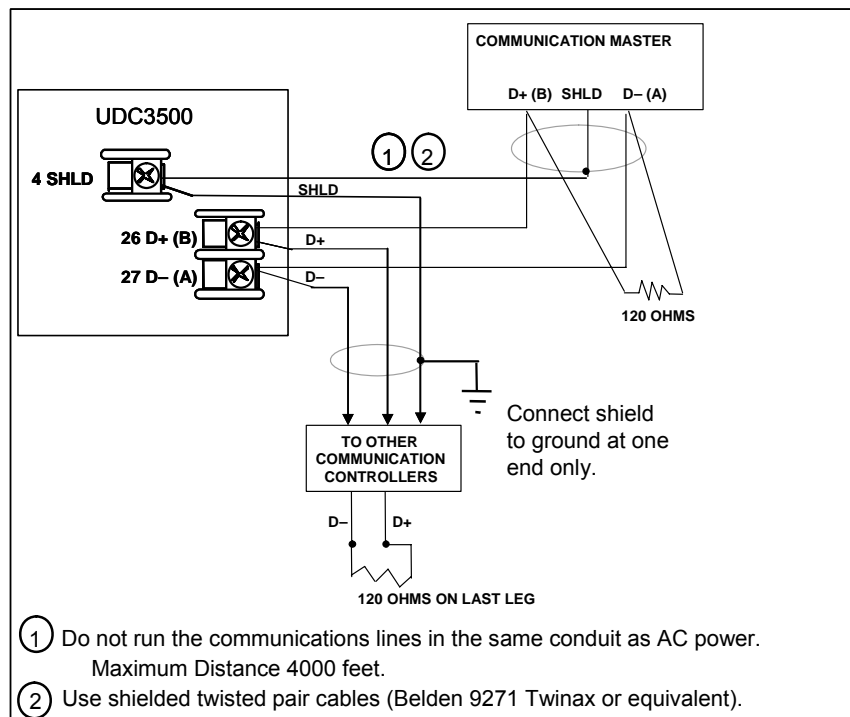 COMMUNICATION MASTER
D+ (B) SHLD D– (A)
UDC3500
1 2
4 SHLD
SHLD
26 D+ (B)
D+
27 D– (A)
D–
120 OHMS
Connect shield
to ground at one
end only.
TO OTHER
COMMUNICATION
CONTROLLERS
D– D+
120 OHMS ON LAST LEG
1 Do not run the communications lines in the same conduit as AC power.
Maximum Distance 4000 feet.
2 Use shielded twisted pair cables (Belden 9271 Twinax or equivalent).